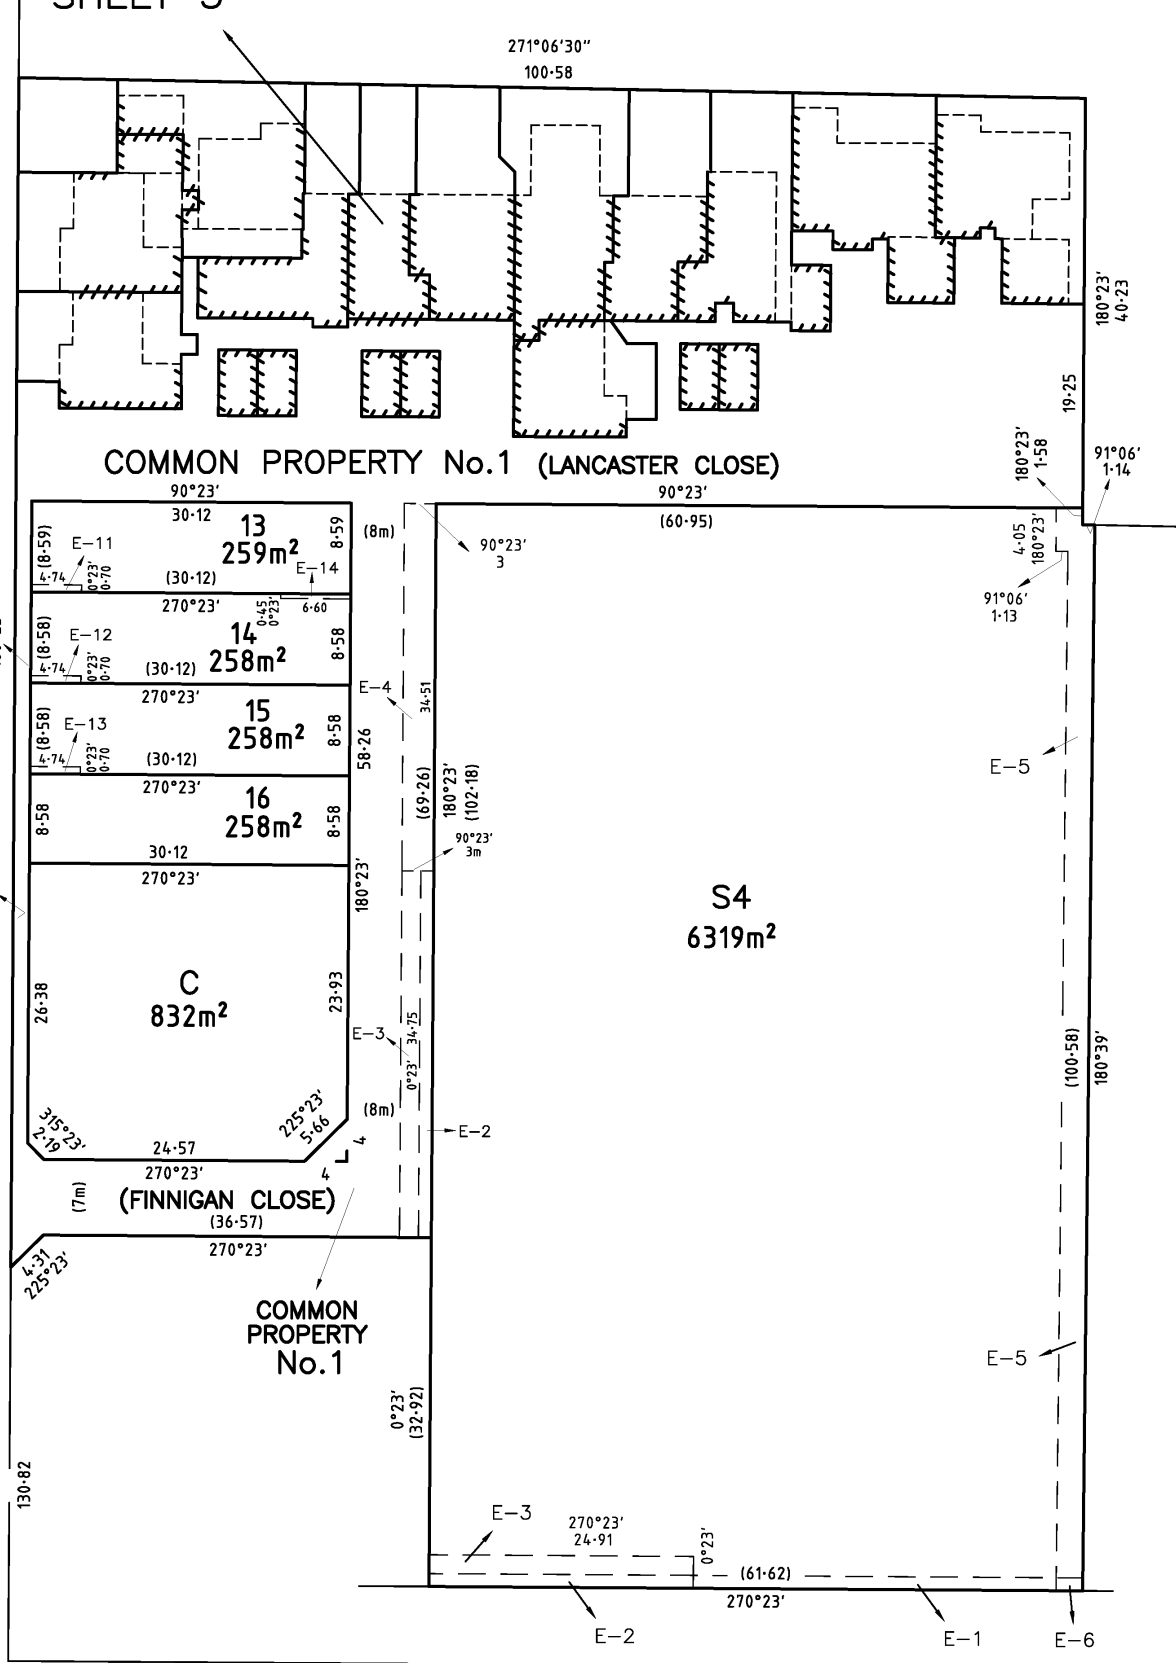 SHEET 5
271°06'30"
100·58
180°23'
40·23
19·25
180°23'
1·58
91°06'
1·14
COMMON PROPERTY No.1 (LANCASTER CLOSE)
90°23'
30·12
13
259m²
(8·59)
8·59
E-11
4·74
0°23'
0·70
(30·12)
E-14
270°23'
0·45
0°23'
6·60
14
258m²
(8·58)
8·58
E-12
4·74
0°23'
0·70
(30·12)
270°23'
15
258m²
(8·58)
8·58
E-13
4·74
0°23'
0·70
(30·12)
58·26
270°23'
16
258m²
8·58
8·58
30·12
270°23'
180°23'
C
832m²
26·38
23·93
315°23'
2·19
225°23'
5·66
24·57
270°23'
4
4
(7m)
(FINNIGAN CLOSE)
(36·57)
270°23'
4·31
225°23'
COMMON
PROPERTY
No.1
130·82
(8m)
90°23'
3
E-4
34·51
(69·26)
180°23'
(102·18)
90°23'
3m
E-3
34·75
0°23'
(8m)
E-2
0°23'
(32·92)
90°23'
(60·95)
4·05
180°23'
91°06'
1·13
E-5
S4
6319m²
(100·58)
180°39'
E-5
E-3
270°23'
24·91
0°23'
(61·62)
270°23'
E-2
E-1
E-6